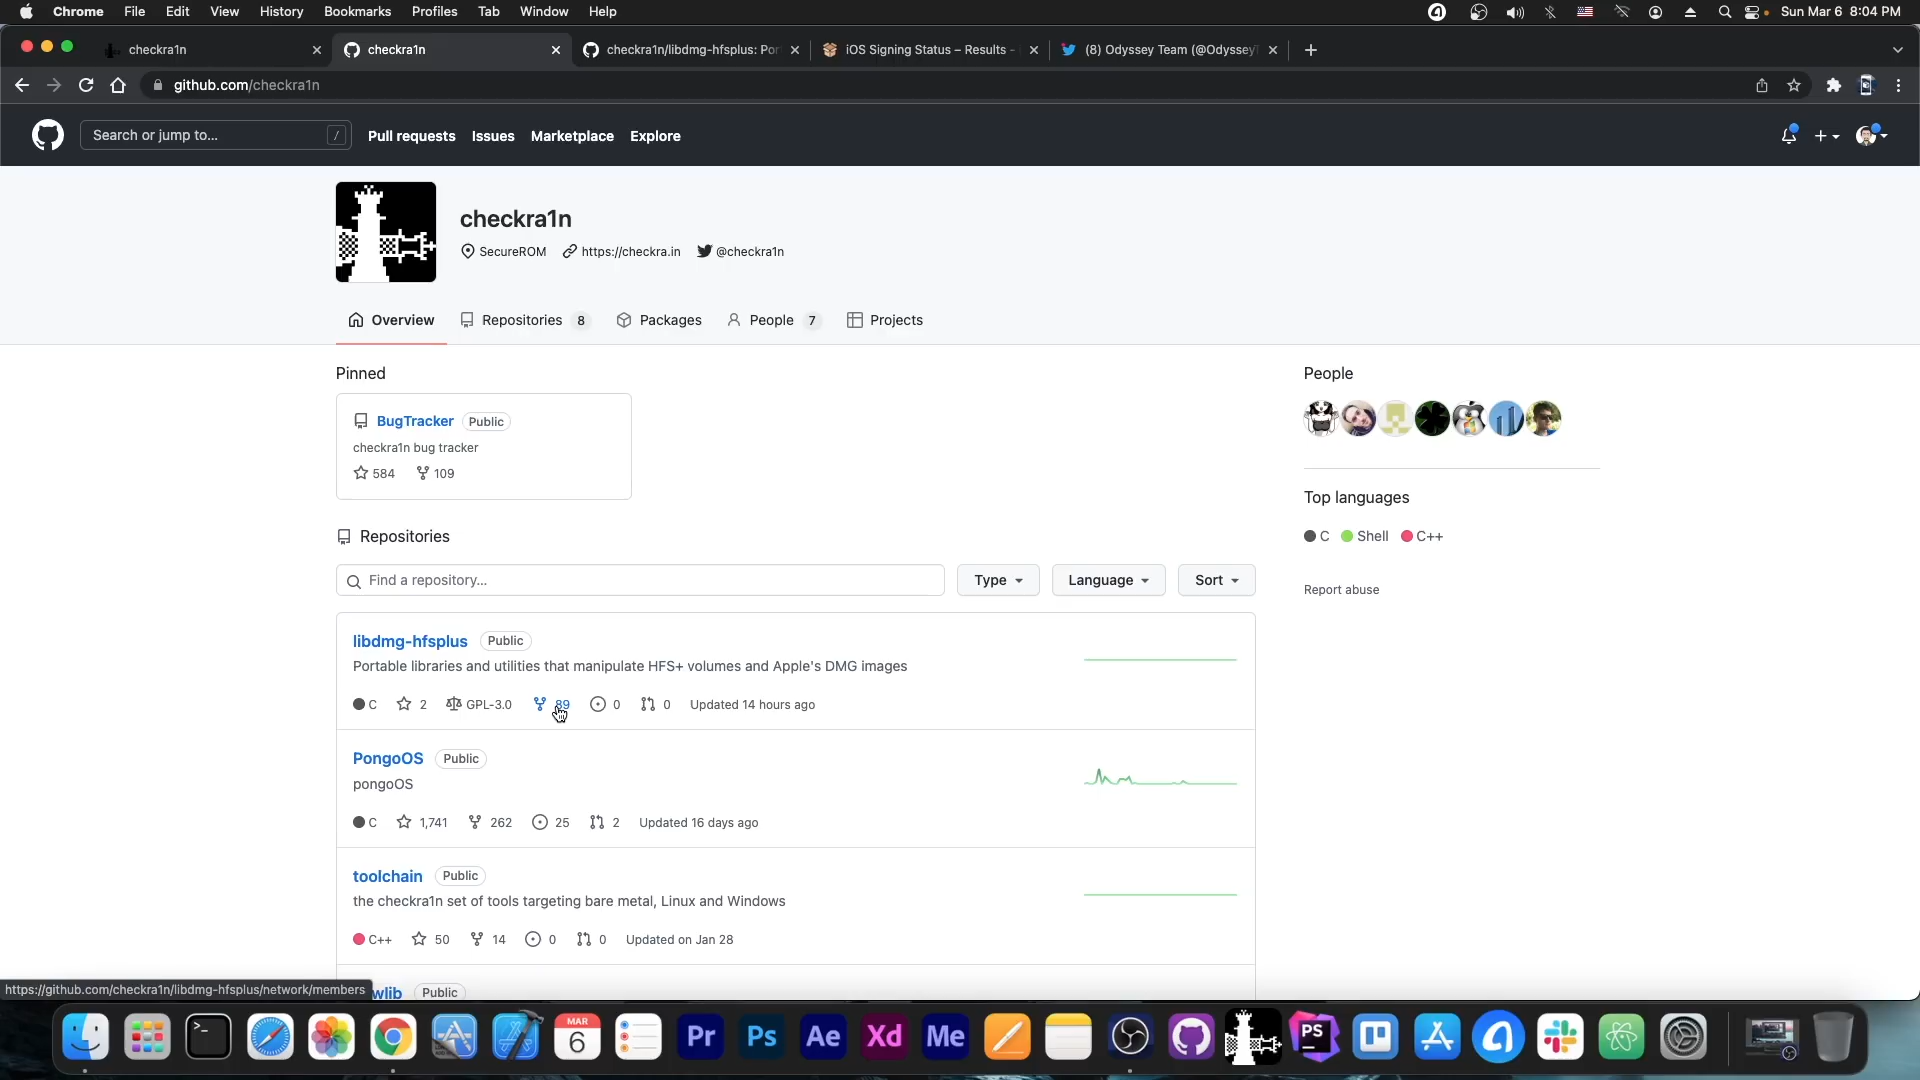 Chrome File Edit View History Bookmarks Profiles Tab Window Help Sun Mar 6 8:04 PM
checkra1n checkra1n checkra1n/libdmg-hfsplus: Por iOS Signing Status – Results - (8) Odyssey Team (@OdysseyT
github.com/checkra1n
Search or jump to... / Pull requests Issues Marketplace Explore
checkra1n
SecureROM https://checkra.in @checkra1n
Overview Repositories 8 Packages People 7 Projects
Pinned
BugTracker Public
checkra1n bug tracker
584 109
People
Top languages
C Shell C++
Report abuse
Repositories
Find a repository... Type Language Sort
libdmg-hfsplus Public
Portable libraries and utilities that manipulate HFS+ volumes and Apple's DMG images
C 2 GPL-3.0 89 0 0 Updated 14 hours ago
PongoOS Public
pongoOS
C 1,741 262 25 2 Updated 16 days ago
toolchain Public
the checkra1n set of tools targeting bare metal, Linux and Windows
C++ 50 14 0 0 Updated on Jan 28
https://github.com/checkra1n/libdmg-hfsplus/network/members wlib Public
MAR
6
Pr Ps Ae Xd Me PS